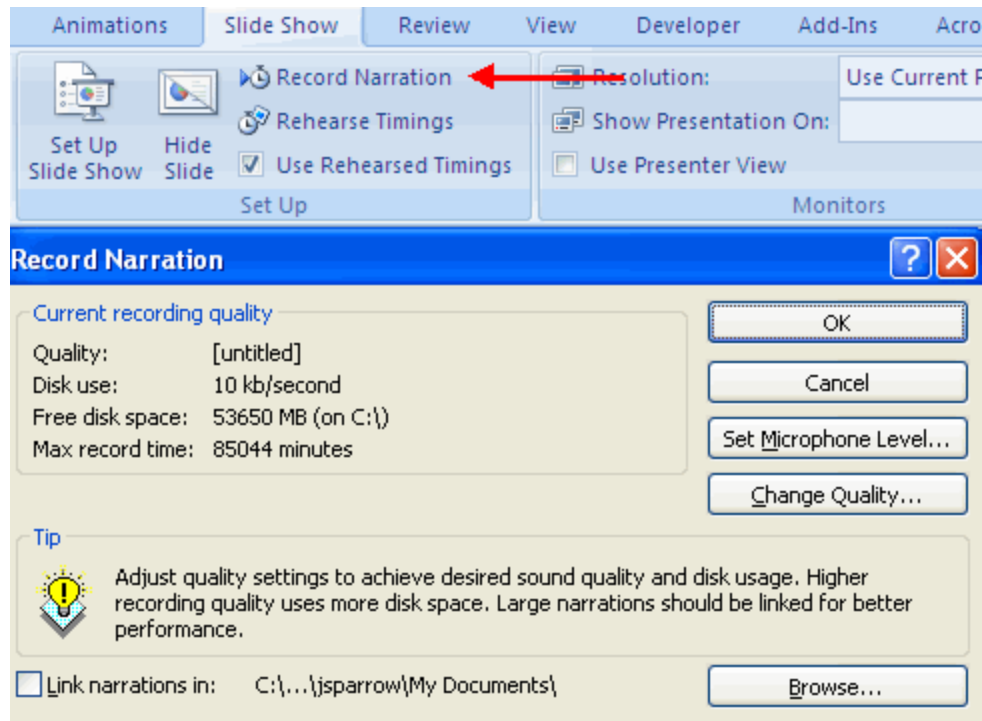 Animations Slide Show Review View Developer Add-Ins Acro
Record Narration
Rehearse Timings
Use Rehearsed Timings
Set Up
Slide Show
Hide
Slide
Set Up
Resolution: Use Current
Show Presentation On:
Use Presenter View
Monitors
Record Narration
Current recording quality
Quality: [untitled]
Disk use: 10 kb/second
Free disk space: 53650 MB (on C:\)
Max record time: 85044 minutes
OK
Cancel
Set Microphone Level...
Change Quality...
Tip
Adjust quality settings to achieve desired sound quality and disk usage. Higher
recording quality uses more disk space. Large narrations should be linked for better
performance.
Link narrations in: C:\...\jsparrow\My Documents\
Browse...